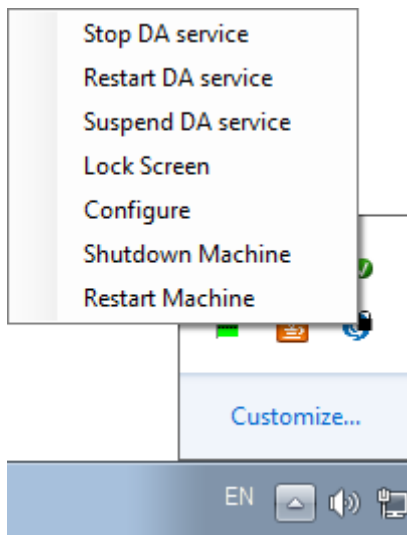 Stop DA service
Restart DA service
Suspend DA service
Lock Screen
Configure
Shutdown Machine
Restart Machine
Customize...
EN